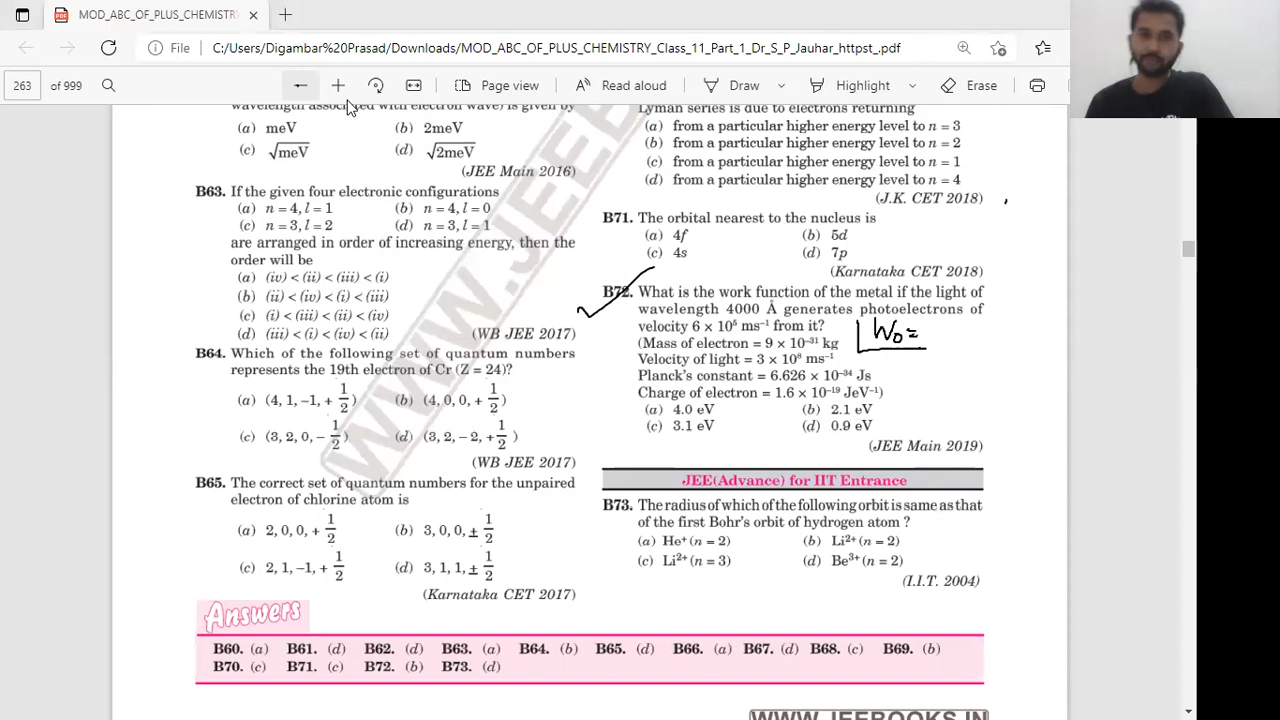 MOD_ABC_OF_PLUS_CHEMISTRY
File
C:/Users/Digambar%20Prasad/Downloads/MOD_ABC_OF_PLUS_CHEMISTRY_Class_11_Part_1_Dr_S_P_Jauhar_httpst_.pdf
263 of 999
Page view
Read aloud
Draw
Highlight
Erase
wavelength associated with electron wave) is given by
(a) meV (b) 2meV
(c) √meV (d) √2meV
(JEE Main 2016)
B63. If the given four electronic configurations
(a) n = 4, l = 1 (b) n = 4, l = 0
(c) n = 3, l = 2 (d) n = 3, l = 1
are arranged in order of increasing energy, then the
order will be
(a) (iv) < (ii) < (iii) < (i)
(b) (ii) < (iv) < (i) < (iii)
(c) (i) < (iii) < (ii) < (iv)
(d) (iii) < (i) < (iv) < (ii) (WB JEE 2017)
B64. Which of the following set of quantum numbers
represents the 19th electron of Cr (Z = 24)?
(a) (4, 1, –1, + 1/2) (b) (4, 0, 0, + 1/2)
(c) (3, 2, 0, – 1/2) (d) (3, 2, – 2, + 1/2)
(WB JEE 2017)
B65. The correct set of quantum numbers for the unpaired
electron of chlorine atom is
(a) 2, 0, 0, + 1/2 (b) 3, 0, 0, ± 1/2
(c) 2, 1, –1, + 1/2 (d) 3, 1, 1, ± 1/2
(Karnataka CET 2017)
Lyman series is due to electrons returning
(a) from a particular higher energy level to n = 3
(b) from a particular higher energy level to n = 2
(c) from a particular higher energy level to n = 1
(d) from a particular higher energy level to n = 4
(J.K. CET 2018)
B71. The orbital nearest to the nucleus is
(a) 4f (b) 5d
(c) 4s (d) 7p
(Karnataka CET 2018)
B72. What is the work function of the metal if the light of
wavelength 4000 Å generates photoelectrons of
velocity 6 × 10⁵ ms⁻¹ from it?
W₀=
(Mass of electron = 9 × 10⁻³¹ kg
Velocity of light = 3 × 10⁸ ms⁻¹
Planck's constant = 6.626 × 10⁻³⁴ Js
Charge of electron = 1.6 × 10⁻¹⁹ JeV⁻¹)
(a) 4.0 eV (b) 2.1 eV
(c) 3.1 eV (d) 0.9 eV
(JEE Main 2019)
JEE(Advance) for IIT Entrance
B73. The radius of which of the following orbit is same as that
of the first Bohr's orbit of hydrogen atom ?
(a) He⁺ (n = 2) (b) Li²⁺ (n = 2)
(c) Li²⁺ (n = 3) (d) Be³⁺ (n = 2)
(I.I.T. 2004)
Answers
B60. (a) B61. (d) B62. (d) B63. (a) B64. (b) B65. (d) B66. (a) B67. (d) B68. (c) B69. (b)
B70. (c) B71. (c) B72. (b) B73. (d)
WWW.JEEBOOKS.IN